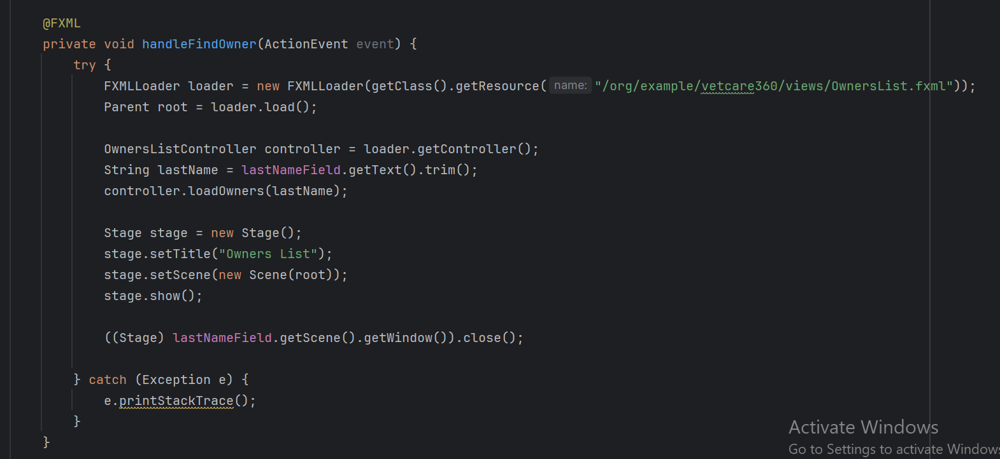 @FXML
private void handleFindOwner(ActionEvent event) {
try {
FXMLLoader loader = new FXMLLoader(getClass().getResource( name: "/org/example/vetcare360/views/OwnersList.fxml"));
Parent root = loader.load();
OwnersListController controller = loader.getController();
String lastName = lastNameField.getText().trim();
controller.loadOwners(lastName);
Stage stage = new Stage();
stage.setTitle("Owners List");
stage.setScene(new Scene(root));
stage.show();
((Stage) lastNameField.getScene().getWindow()).close();
} catch (Exception e) {
e.printStackTrace();
}
}
Activate Windows
Go to Settings to activate Windows